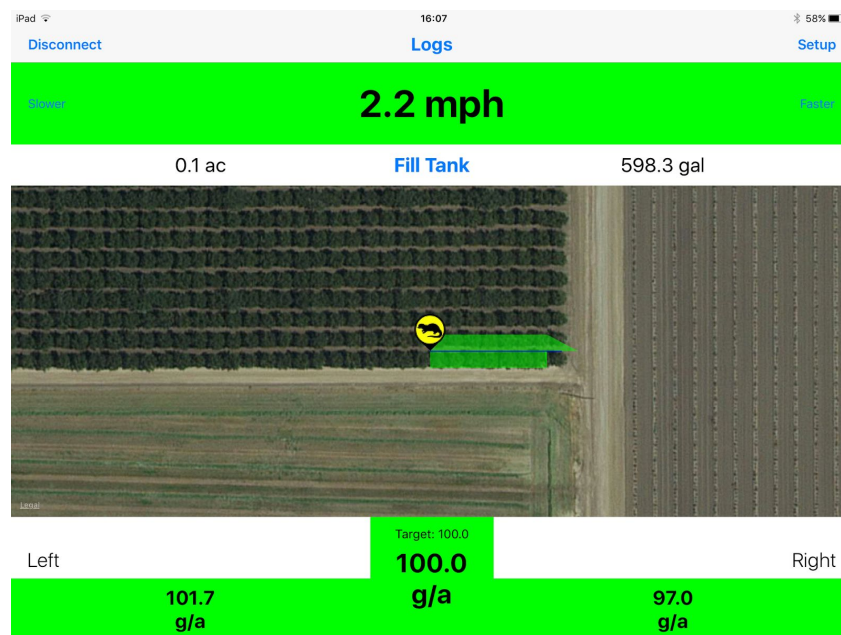 iPad 16:07 58%
Disconnect Logs Setup
Slower 2.2 mph Faster
0.1 ac Fill Tank 598.3 gal
Legal
Target: 100.0
Left 100.0 Right
101.7 g/a 97.0
g/a g/a